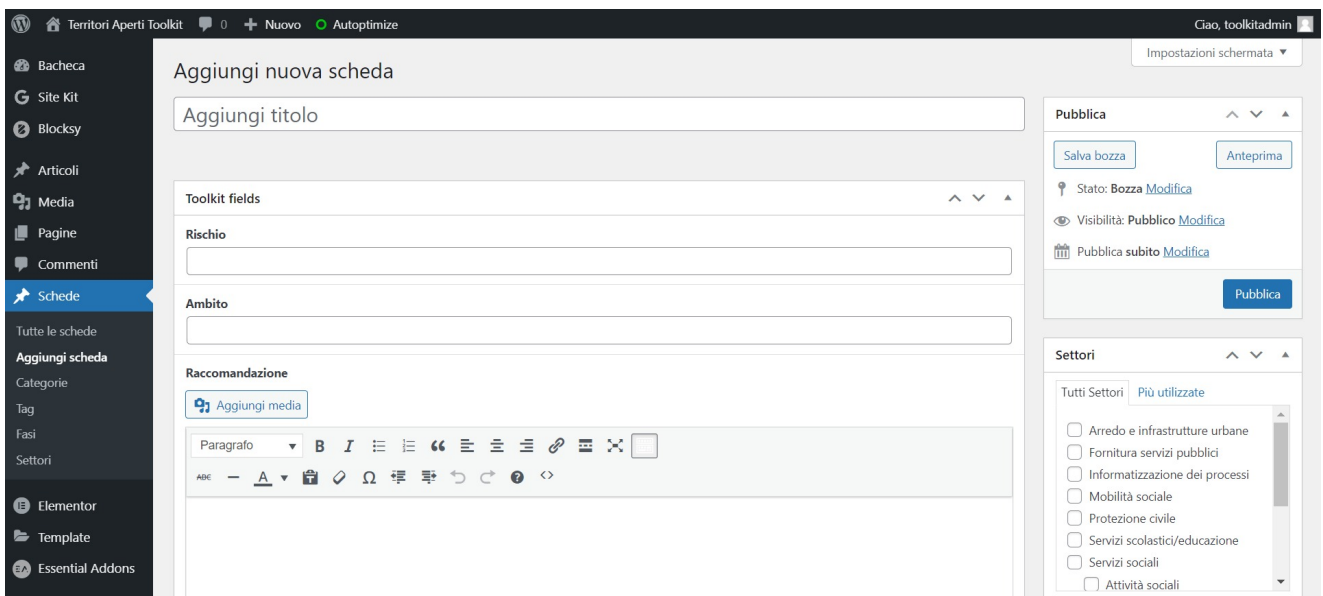 Territori Aperti Toolkit 0 Nuovo Autoptimize Ciao, toolkitadmin
Impostazioni schermata
Bacheca
Site Kit
Blocksy
Articoli
Media
Pagine
Commenti
Schede
Tutte le schede
Aggiungi scheda
Categorie
Tag
Fasi
Settori
Elementor
Template
EA Essential Addons
Aggiungi nuova scheda
Aggiungi titolo
Toolkit fields
Rischio
Ambito
Raccomandazione
Aggiungi media
Paragrafo B I
ABC A Ω
Pubblica
Salva bozza Anteprima
Stato: Bozza Modifica
Visibilità: Pubblico Modifica
Pubblica subito Modifica
Pubblica
Settori
Tutti Settori Più utilizzate
Arredo e infrastrutture urbane
Fornitura servizi pubblici
Informatizzazione dei processi
Mobilità sociale
Protezione civile
Servizi scolastici/educazione
Servizi sociali
Attività sociali